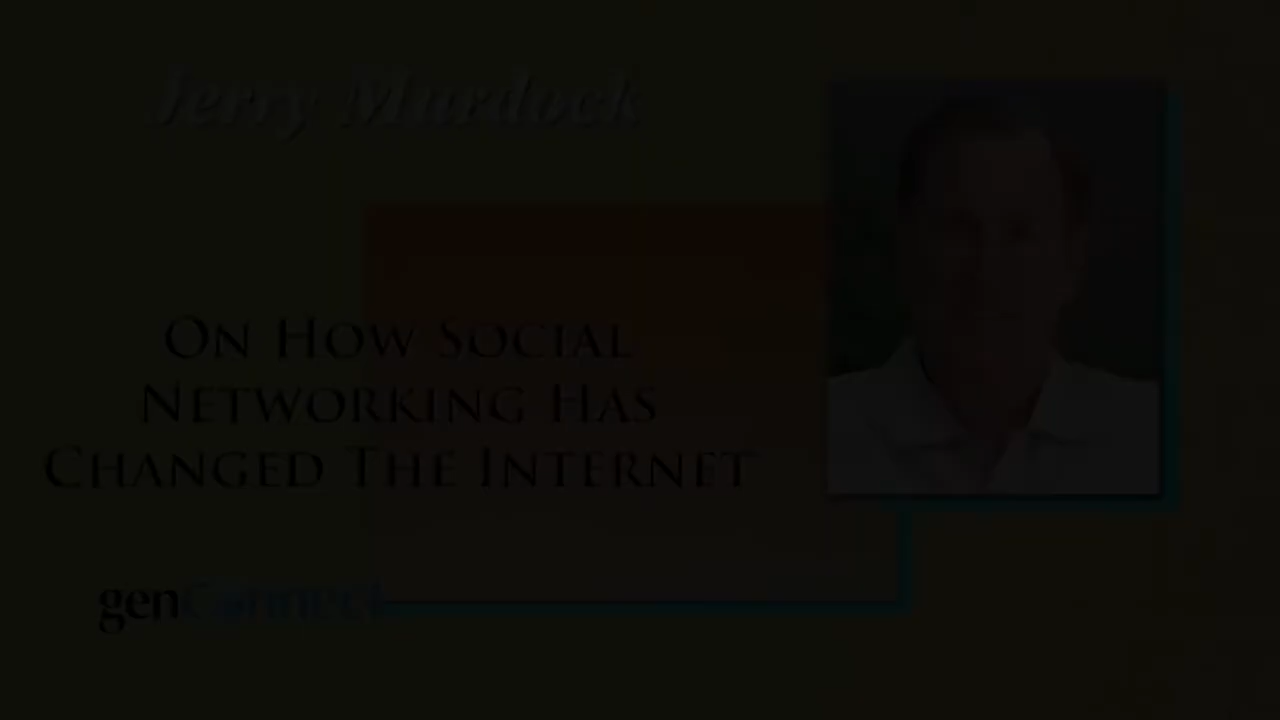 Jerry Murdock
On How Social
Networking Has
Changed The Internet
genConnect